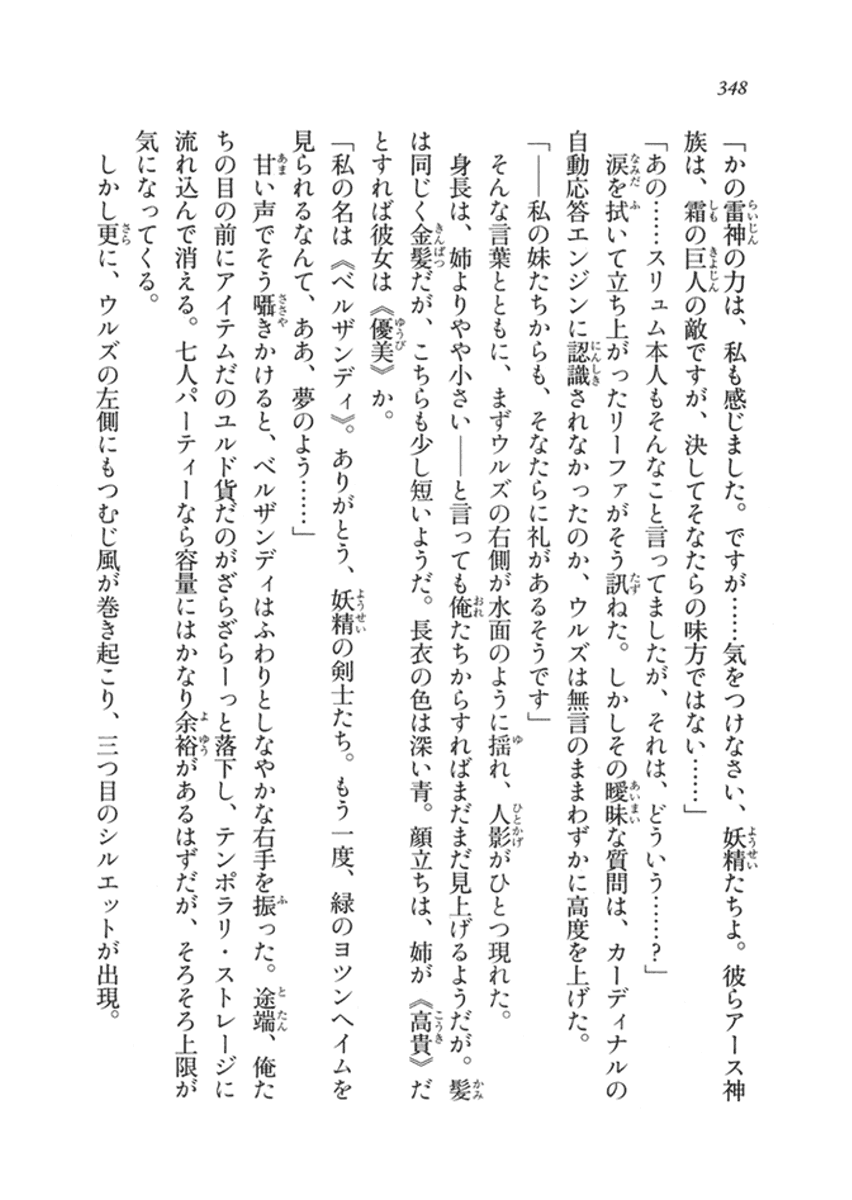 348
「かの雷神の力は、私も感じました。ですが……気をつけなさい、妖精たちよ。彼らアース神
族は、霜の巨人の敵ですが、決してそなたらの味方ではない……」
「あの……スリュム本人もそんなこと言ってましたが、それは、どういう……?」
　涙を拭いて立ち上がったリーファがそう訊ねた。しかしその曖昧な質問は、カーディナルの
自動応答エンジンに認識されなかったのか、ウルズは無言のままわずかに高度を上げた。
「――私の妹たちからも、そなたらに礼があるそうです」
　そんな言葉とともに、まずウルズの右側が水面のように揺れ、人影がひとつ現れた。
　身長は、姉よりやや小さい――と言っても俺たちからすればまだまだ見上げるようだが。髪
は同じく金髪だが、こちらも少し短いようだ。長衣の色は深い青。顔立ちは、姉が《高貴》だ
とすれば彼女は《優美》か。
「私の名は《ベルザンディ》。ありがとう、妖精の剣士たち。もう一度、緑のヨツンヘイムを
見られるなんて、ああ、夢のよう……」
　甘い声でそう囁きかけると、ベルザンディはふわりとしなやかな右手を振った。途端、俺た
ちの目の前にアイテムだのユルド貨だのがざらざらーっと落下し、テンポラリ・ストレージに
流れ込んで消える。七人パーティーなら容量にはかなり余裕があるはずだが、そろそろ上限が
気になってくる。
　しかし更に、ウルズの左側にもつむじ風が巻き起こり、三つ目のシルエットが出現。